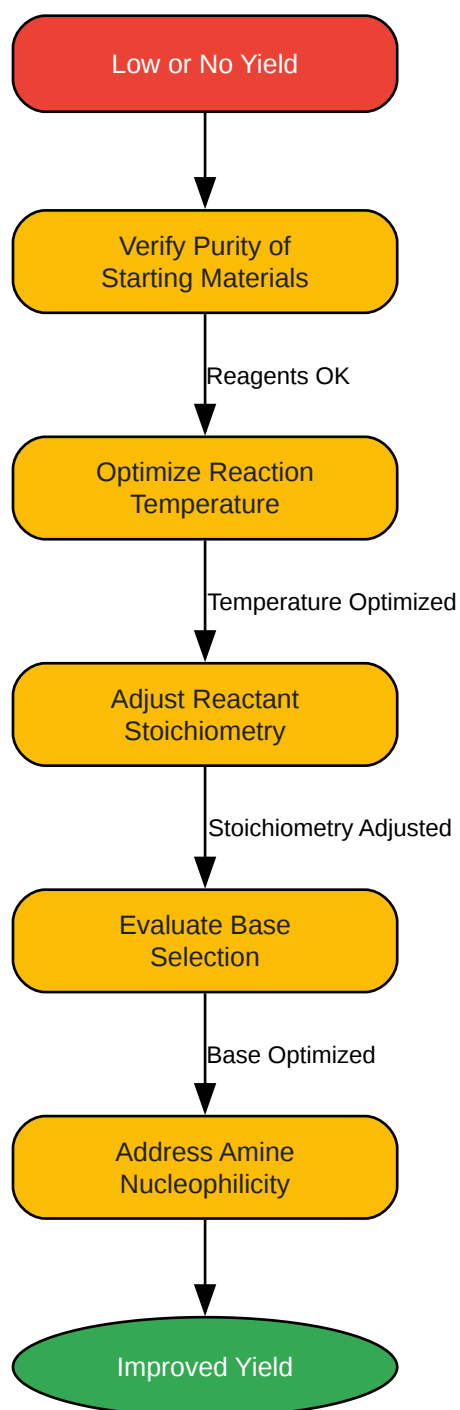 Low or No Yield
Verify Purity of
Starting Materials
Reagents OK
Optimize Reaction
Temperature
Temperature Optimized
Adjust Reactant
Stoichiometry
Stoichiometry Adjusted
Evaluate Base
Selection
Base Optimized
Address Amine
Nucleophilicity
Improved Yield